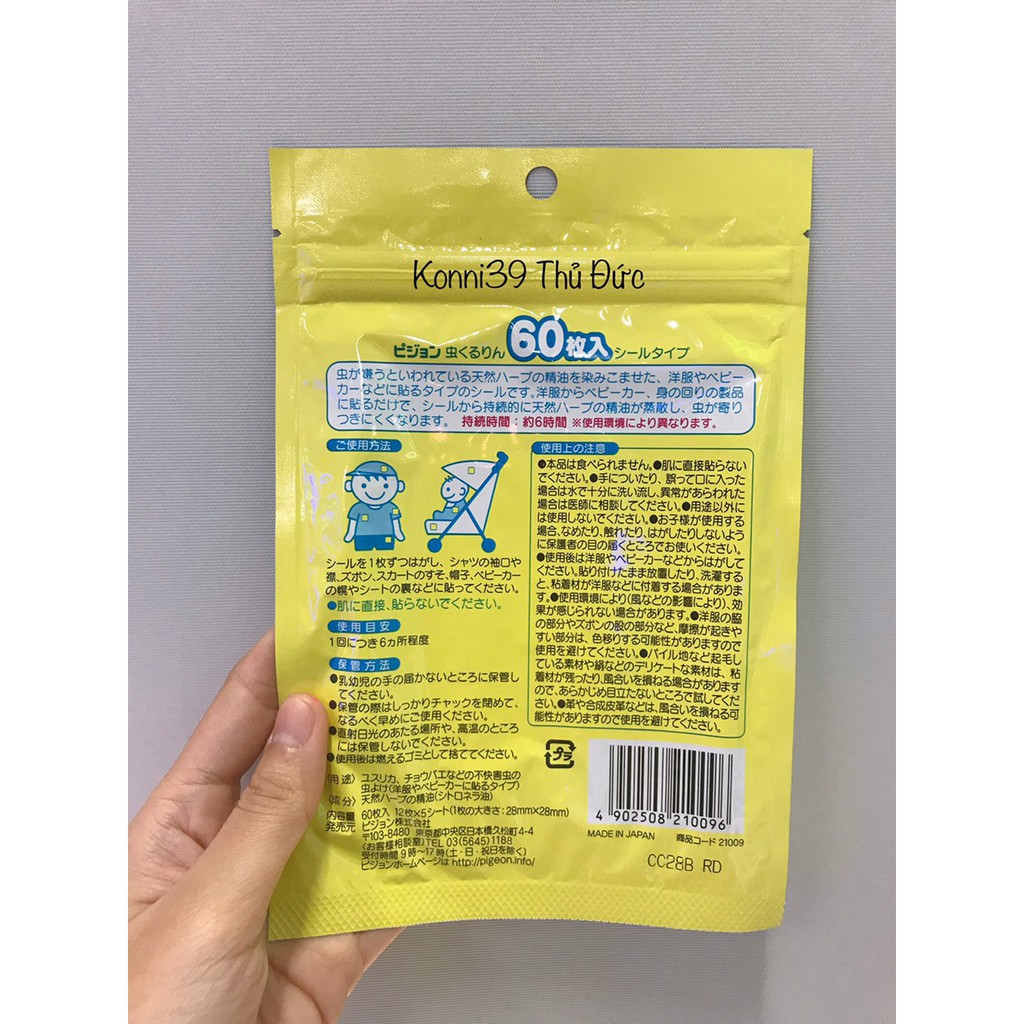 Konni39 Thủ Đức
ピジョン 虫くるりん 60枚入 シールタイプ
虫が嫌うといわれている天然ハーブの精油を染みこませた、洋服やベビー
カーなどに貼るタイプのシールです。洋服からベビーカー、身の回りの製品
に貼るだけで、シールから持続的に天然ハーブの精油が蒸散し、虫が寄り
つきにくくなります。 持続時間：約6時間 ※使用環境により異なります。
ご使用方法
シールを1枚ずつはがし、シャツの袖口や
襟、ズボン、スカートのすそ、帽子、ベビーカー
の幌やシートの裏などに貼ってください。
●肌に直接、貼らないでください。
使用目安
1回につき6ヵ所程度
保管方法
●乳幼児の手の届かないところに保管し
てください。
●保管の際はしっかりチャックを閉めて、
なるべく早めにご使用ください。
●直射日光のあたる場所や、高温のところ
には保管しないでください。
●使用後は燃えるゴミとして捨ててください。
使用上の注意
●本品は食べられません。●肌に直接貼らない
でください。●手についたり、誤って口に入った
場合は水で十分に洗い流し、異常があらわれた
場合は医師に相談してください。●用途以外に
は使用しないでください。●お子様が使用する
場合、なめたり、触れたり、はがしたりしないよう
に保護者の目の届くところでお使いください。
●使用後は洋服やベビーカーなどからはがして
ください。貼り付けたまま放置したり、洗濯する
と、粘着材が洋服などに付着する場合がありま
す。●使用環境により(風などの影響により)、効
果が感じられない場合があります。●洋服の脇
の部分やズボンの股の部分など、摩擦が起きや
すい部分は、色移りする可能性がありますので
使用を避けてください。●パイル地など起毛し
ている素材や絹などのデリケートな素材は、粘
着材が残ったり、風合いを損ねる場合があります
ので、あらかじめ目立たないところで試してくだ
さい。●革や合成皮革などは、風合いを損ねる可
能性がありますので使用を避けてください。
〔用途〕 ユスリカ、チョウバエなどの不快害虫の
虫よけ(洋服やベビーカーに貼るタイプ)
〔成分〕 天然ハーブの精油(シトロネラ油)
内容量 60枚入 12枚×5シート(1枚の大きさ：28mm×28mm)
発売元 ピジョン株式会社
〒103-8480 東京都中央区日本橋久松町4-4
(お客様相談室)TEL 03(5645)1188
受付時間 9時〜17時(土・日・祝日を除く)
ピジョンホームページは http://pigeon.info/
プラ
4 902508 210096
MADE IN JAPAN 商品コード 21009
CC28B RD